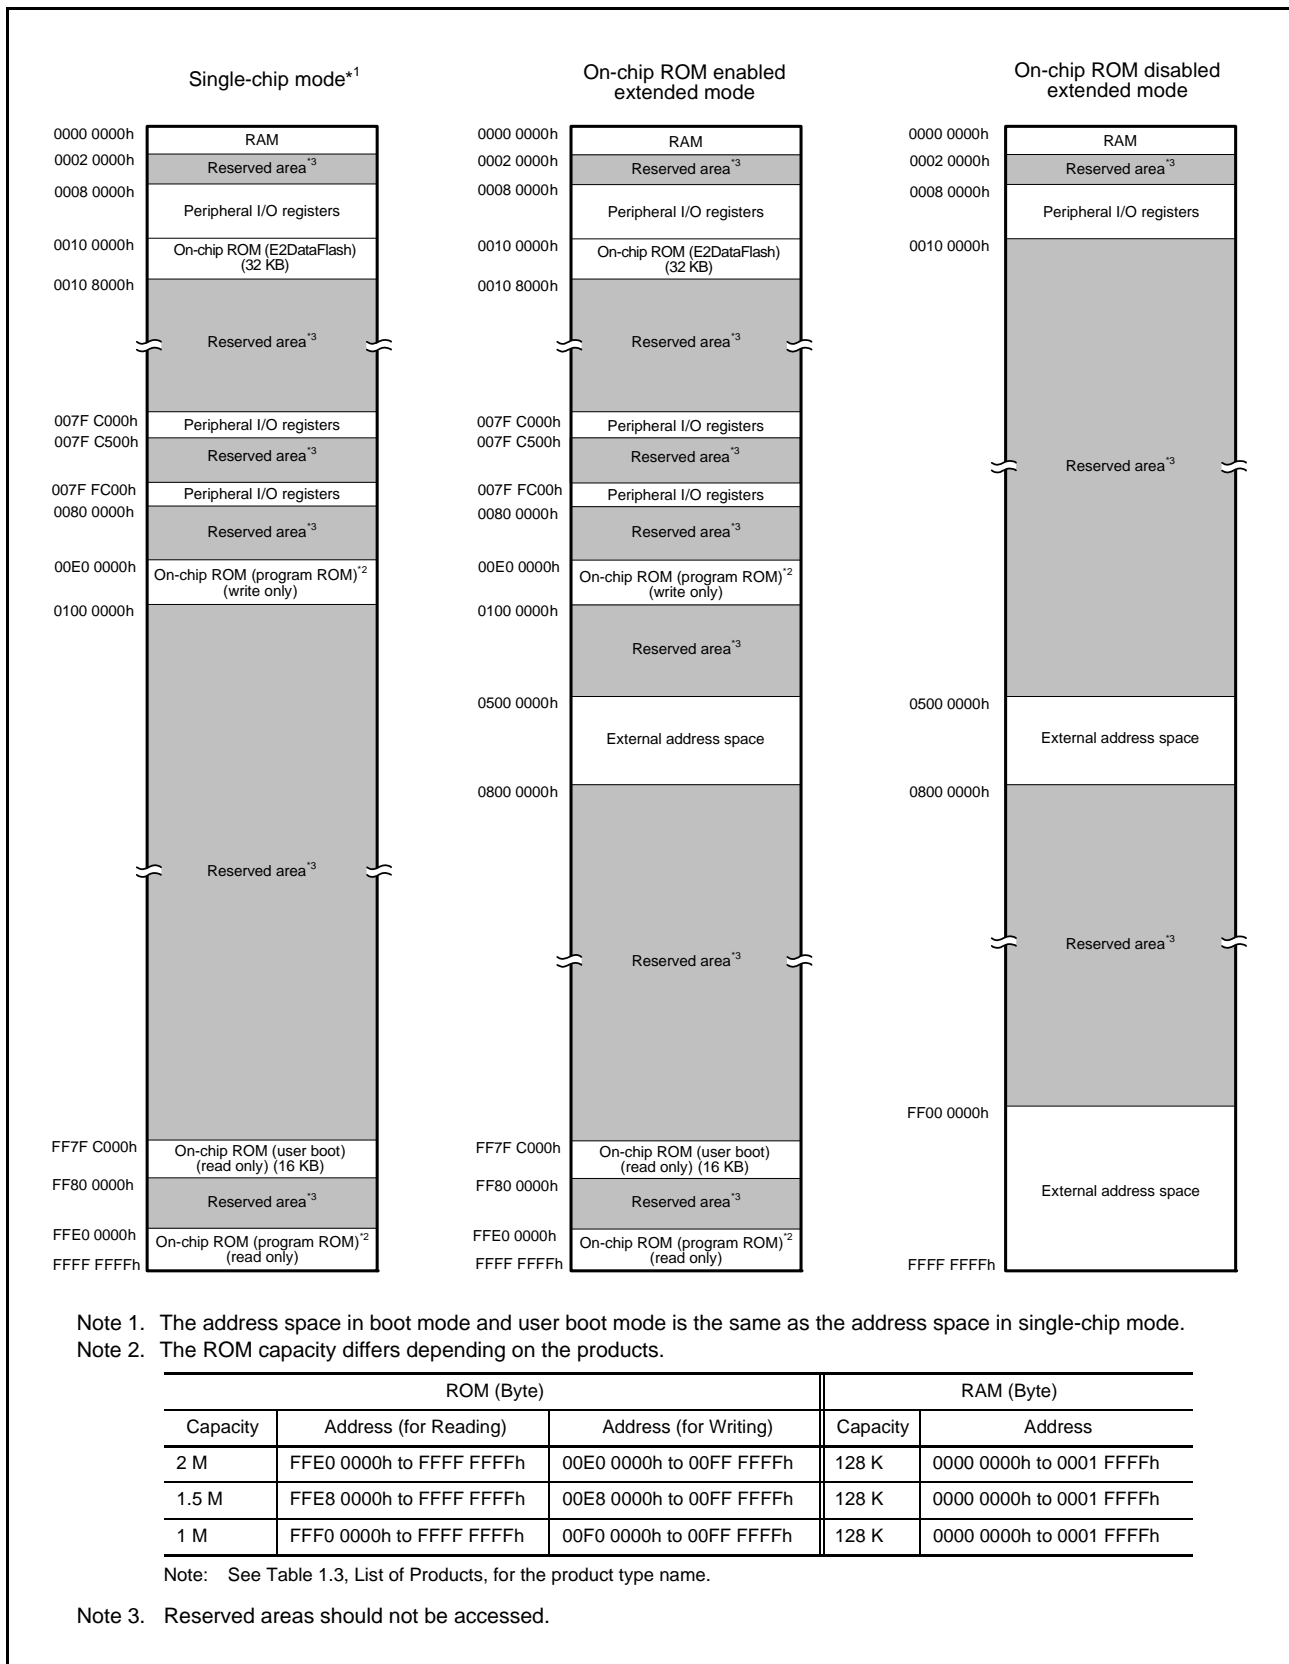 Single-chip mode*1
0000 0000h
RAM
0002 0000h
Reserved area*3
0008 0000h
Peripheral I/O registers
0010 0000h
On-chip ROM (E2DataFlash)
(32 KB)
0010 8000h
Reserved area*3
007F C000h
Peripheral I/O registers
007F C500h
Reserved area*3
007F FC00h
Peripheral I/O registers
0080 0000h
Reserved area*3
00E0 0000h
On-chip ROM (program ROM)*2
(write only)
0100 0000h
Reserved area*3
FF7F C000h
On-chip ROM (user boot)
(read only) (16 KB)
FF80 0000h
Reserved area*3
FFE0 0000h
On-chip ROM (program ROM)*2
(read only)
FFFF FFFFh
On-chip ROM enabled
extended mode
0000 0000h
RAM
0002 0000h
Reserved area*3
0008 0000h
Peripheral I/O registers
0010 0000h
On-chip ROM (E2DataFlash)
(32 KB)
0010 8000h
Reserved area*3
007F C000h
Peripheral I/O registers
007F C500h
Reserved area*3
007F FC00h
Peripheral I/O registers
0080 0000h
Reserved area*3
00E0 0000h
On-chip ROM (program ROM)*2
(write only)
0100 0000h
Reserved area*3
0500 0000h
External address space
0800 0000h
Reserved area*3
FF7F C000h
On-chip ROM (user boot)
(read only) (16 KB)
FF80 0000h
Reserved area*3
FFE0 0000h
On-chip ROM (program ROM)*2
(read only)
FFFF FFFFh
On-chip ROM disabled
extended mode
0000 0000h
RAM
0002 0000h
Reserved area*3
0008 0000h
Peripheral I/O registers
0010 0000h
Reserved area*3
0500 0000h
External address space
0800 0000h
Reserved area*3
FF00 0000h
External address space
FFFF FFFFh
Note 1. The address space in boot mode and user boot mode is the same as the address space in single-chip mode.
Note 2. The ROM capacity differs depending on the products.
ROM (Byte) RAM (Byte)
Capacity Address (for Reading) Address (for Writing) Capacity Address
2 M FFE0 0000h to FFFF FFFFh 00E0 0000h to 00FF FFFFh 128 K 0000 0000h to 0001 FFFFh
1.5 M FFE8 0000h to FFFF FFFFh 00E8 0000h to 00FF FFFFh 128 K 0000 0000h to 0001 FFFFh
1 M FFF0 0000h to FFFF FFFFh 00F0 0000h to 00FF FFFFh 128 K 0000 0000h to 0001 FFFFh
Note: See Table 1.3, List of Products, for the product type name.
Note 3. Reserved areas should not be accessed.